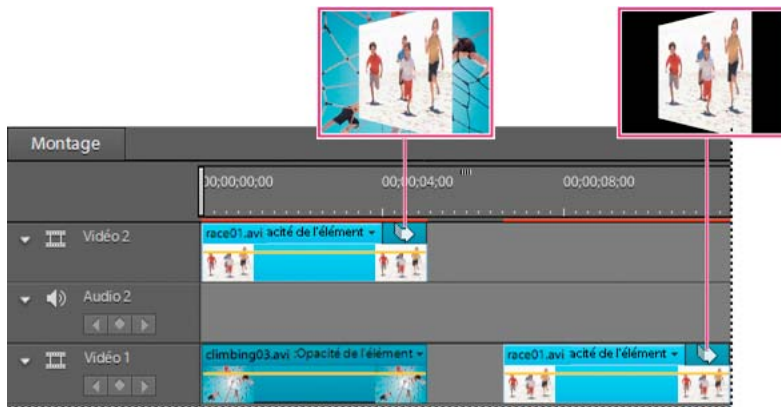 Montage
00;00;00;00 00;00;04;00 00;00;08;00
Vidéo 2
race01.avi acité de l'élément
Audio 2
Vidéo 1
climbing03.avi :Opacité de l'élément
race01.avi acité de l'élément